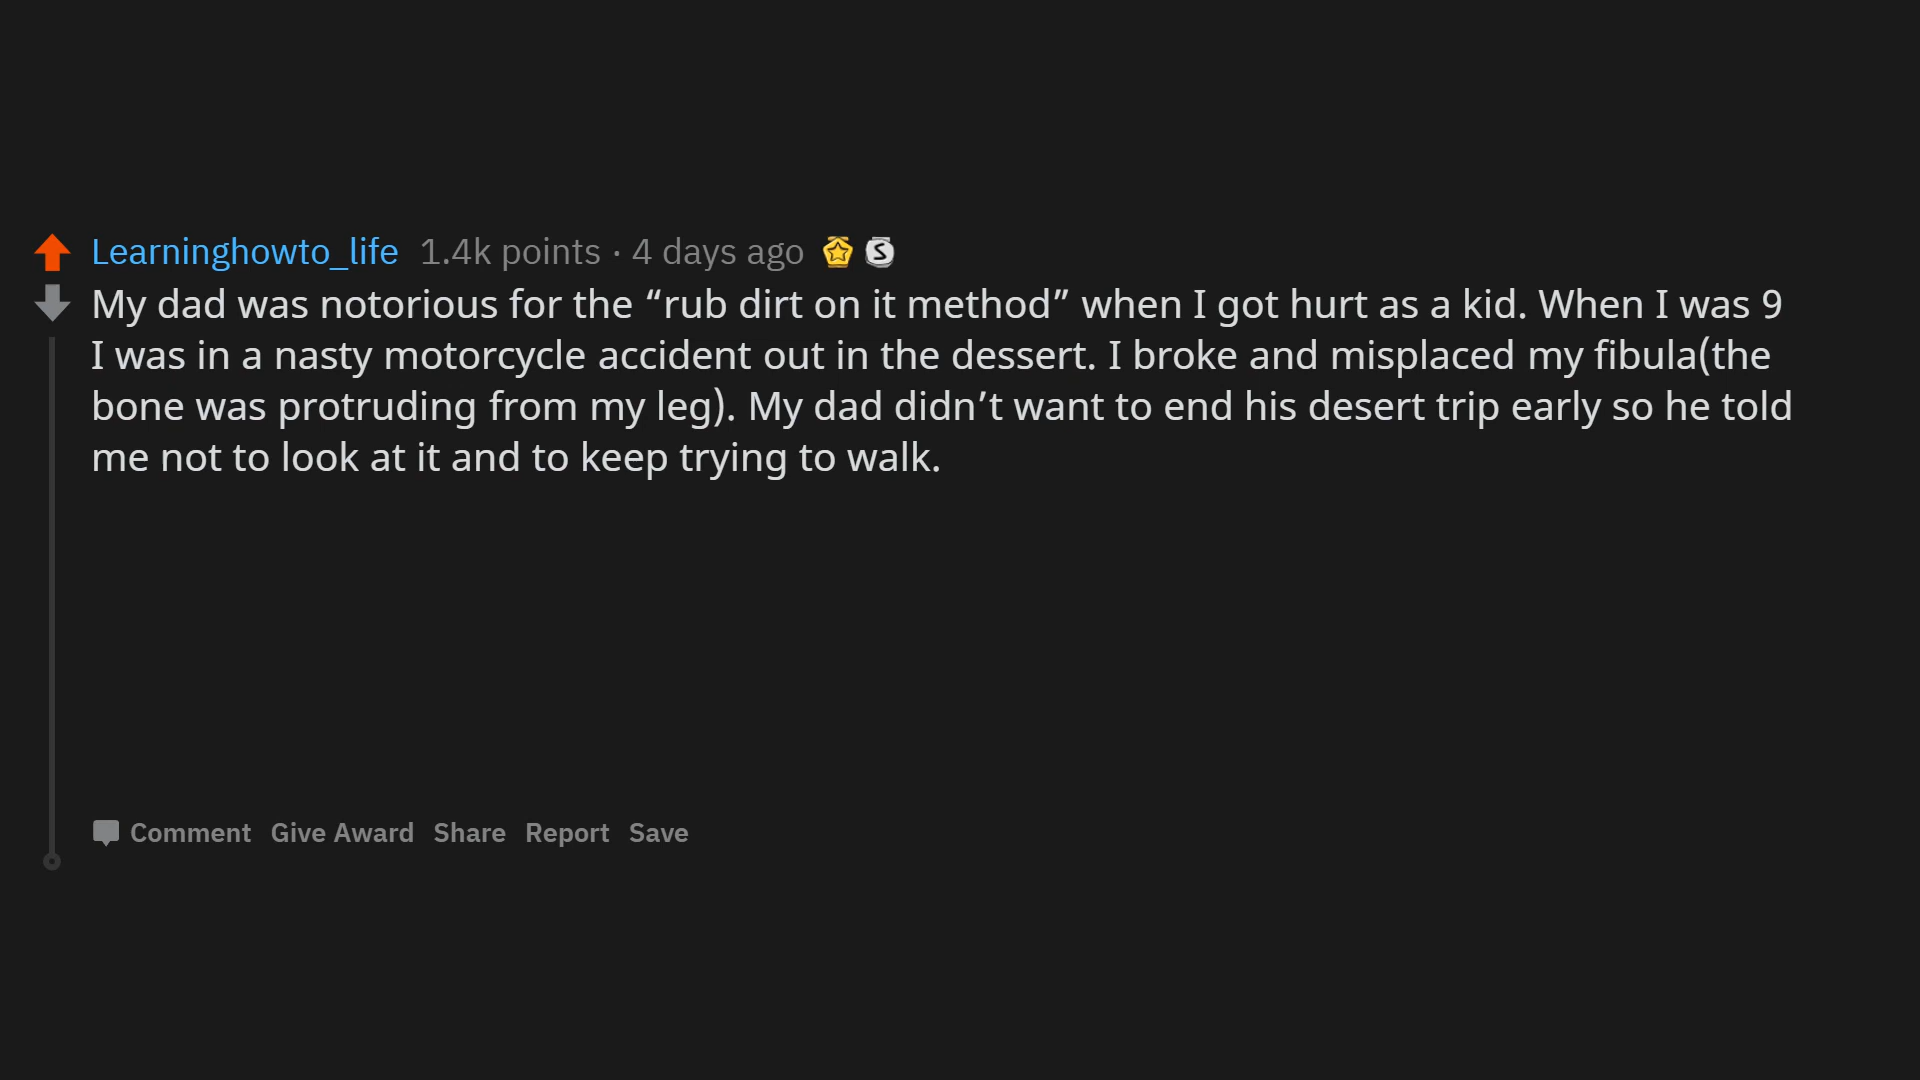 Learninghowto_life 1.4k points · 4 days ago
My dad was notorious for the “rub dirt on it method” when I got hurt as a kid. When I was 9
I was in a nasty motorcycle accident out in the dessert. I broke and misplaced my fibula(the
bone was protruding from my leg). My dad didn’t want to end his desert trip early so he told
me not to look at it and to keep trying to walk.
Comment Give Award Share Report Save